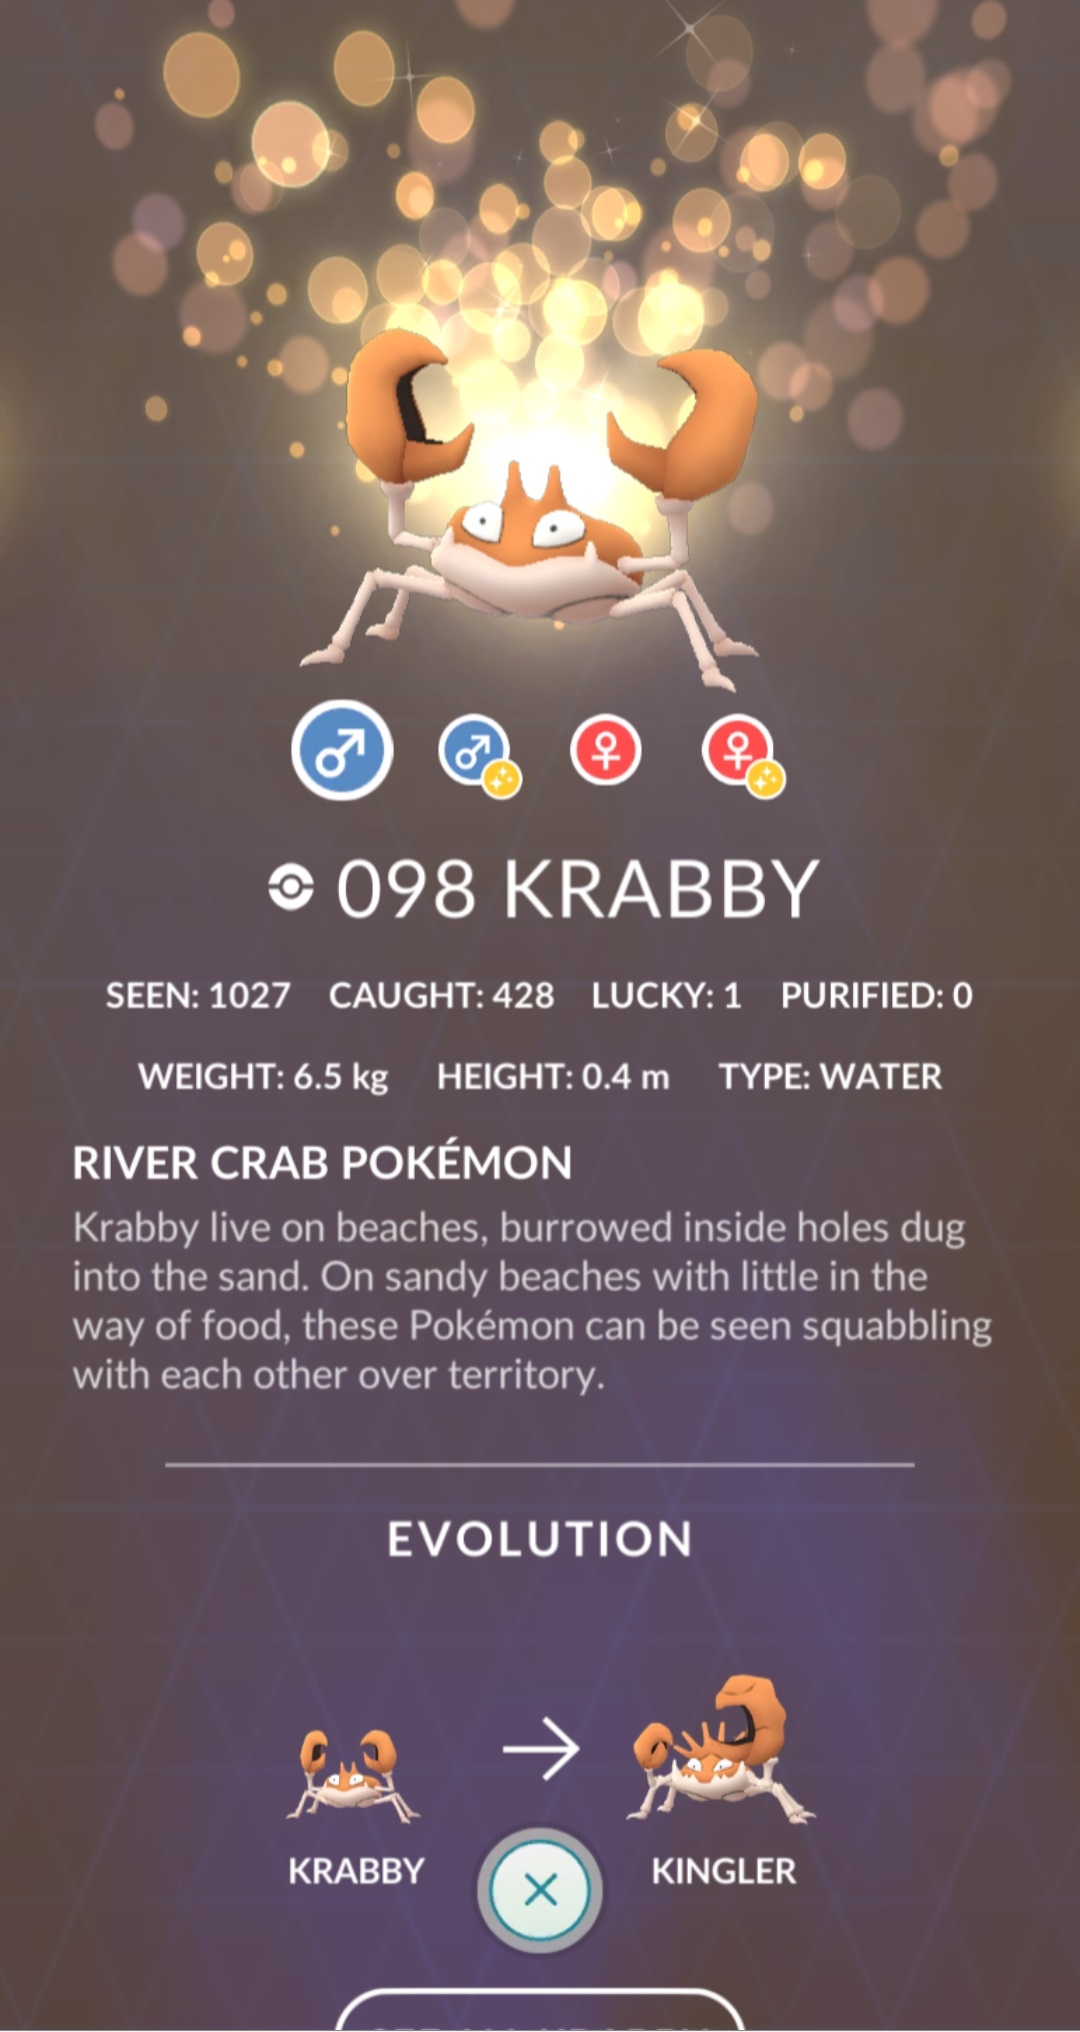 098 KRABBY
SEEN: 1027 CAUGHT: 428 LUCKY: 1 PURIFIED: 0
WEIGHT: 6.5 kg HEIGHT: 0.4 m TYPE: WATER
RIVER CRAB POKÉMON
Krabby live on beaches, burrowed inside holes dug
into the sand. On sandy beaches with little in the
way of food, these Pokémon can be seen squabbling
with each other over territory.
EVOLUTION
KRABBY KINGLER